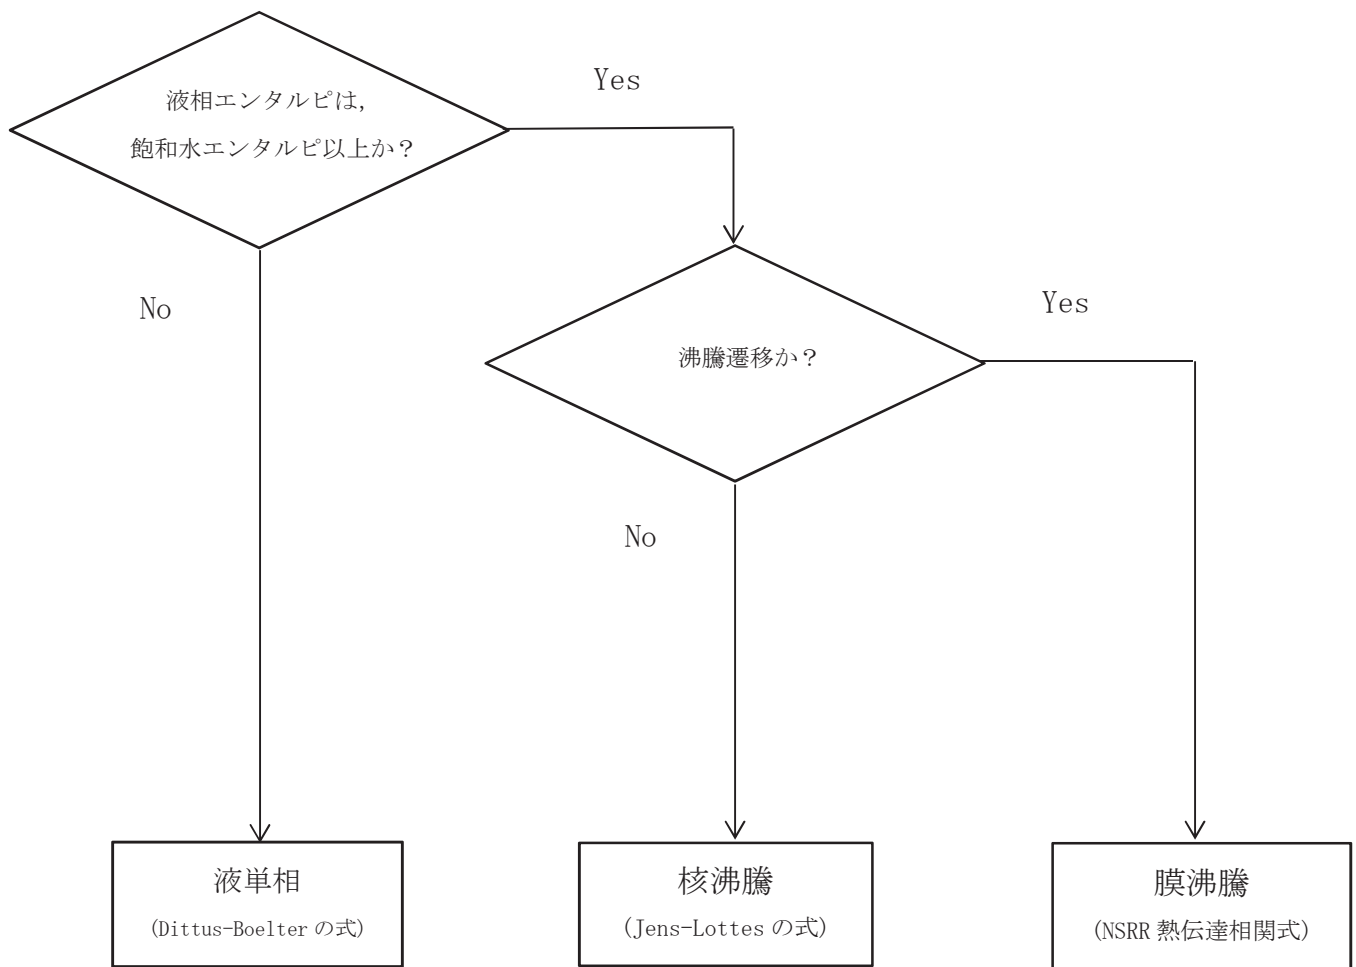 液相エンタルピは,
飽和水エンタルピ以上か？
Yes
No
沸騰遷移か？
Yes
No
液単相
(Dittus-Boelter の式)
核沸騰
(Jens-Lottes の式)
膜沸騰
(NSRR 熱伝達相関式)